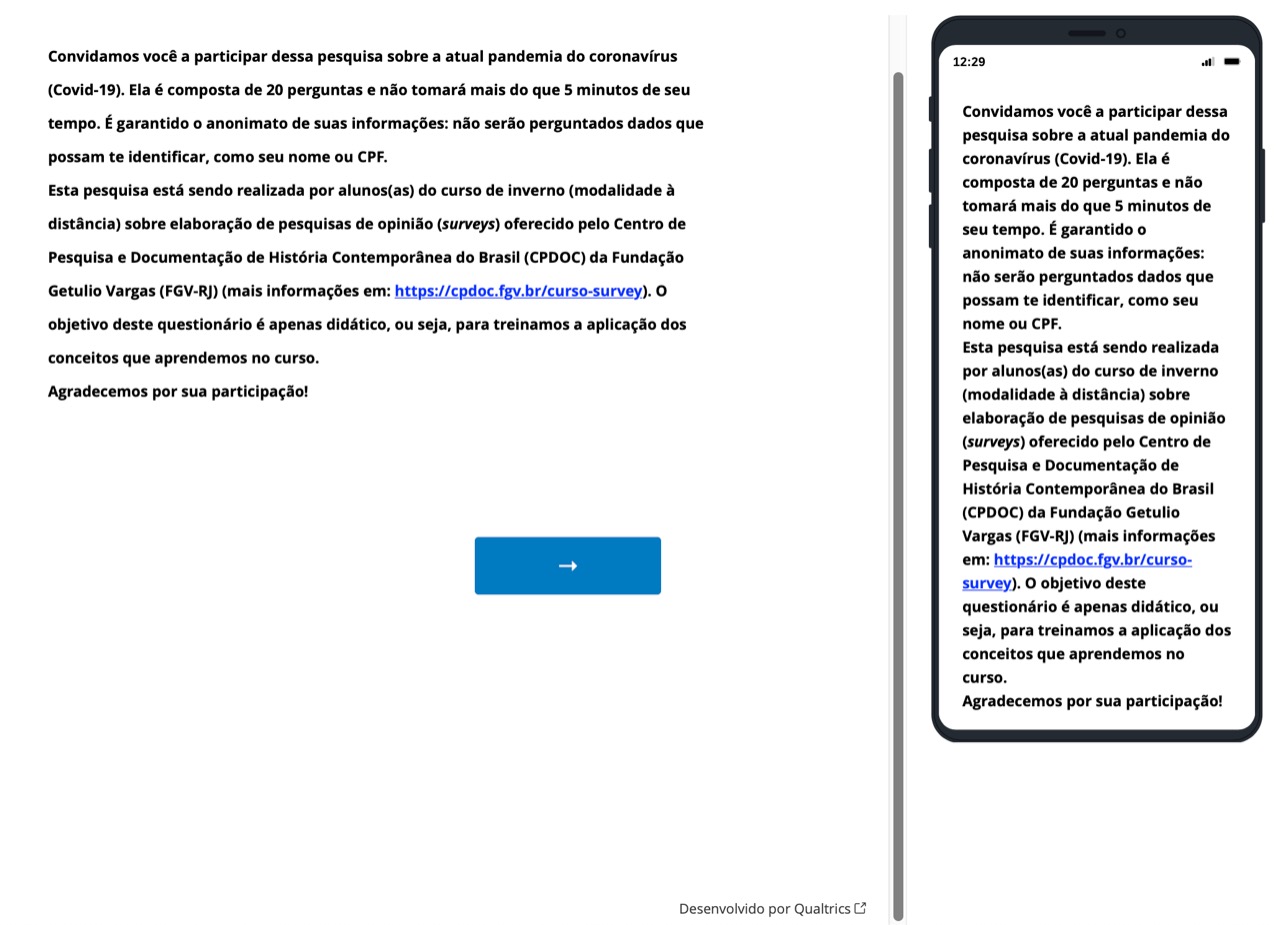 Convidamos você a participar dessa pesquisa sobre a atual pandemia do coronavírus
(Covid-19). Ela é composta de 20 perguntas e não tomará mais do que 5 minutos de seu
tempo. É garantido o anonimato de suas informações: não serão perguntados dados que
possam te identificar, como seu nome ou CPF.
Esta pesquisa está sendo realizada por alunos(as) do curso de inverno (modalidade à
distância) sobre elaboração de pesquisas de opinião (surveys) oferecido pelo Centro de
Pesquisa e Documentação de História Contemporânea do Brasil (CPDOC) da Fundação
Getulio Vargas (FGV-RJ) (mais informações em: https://cpdoc.fgv.br/curso-survey). O
objetivo deste questionário é apenas didático, ou seja, para treinamos a aplicação dos
conceitos que aprendemos no curso.
Agradecemos por sua participação!
→
Desenvolvido por Qualtrics
12:29
Convidamos você a participar dessa
pesquisa sobre a atual pandemia do
coronavírus (Covid-19). Ela é
composta de 20 perguntas e não
tomará mais do que 5 minutos de
seu tempo. É garantido o
anonimato de suas informações:
não serão perguntados dados que
possam te identificar, como seu
nome ou CPF.
Esta pesquisa está sendo realizada
por alunos(as) do curso de inverno
(modalidade à distância) sobre
elaboração de pesquisas de opinião
(surveys) oferecido pelo Centro de
Pesquisa e Documentação de
História Contemporânea do Brasil
(CPDOC) da Fundação Getulio
Vargas (FGV-RJ) (mais informações
em: https://cpdoc.fgv.br/curso-
survey). O objetivo deste
questionário é apenas didático, ou
seja, para treinamos a aplicação dos
conceitos que aprendemos no
curso.
Agradecemos por sua participação!